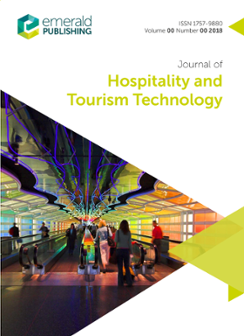 emerald
PUBLISHING
ISSN 1757-9880
Volume 00 Number 00 2018
Journal of
Hospitality and
Tourism Technology